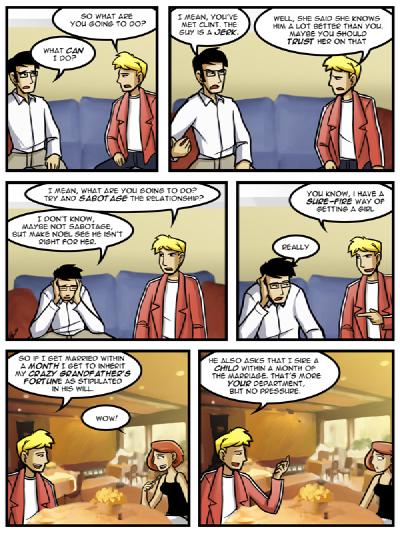 SO WHAT ARE
YOU GOING TO DO?
WHAT CAN
I DO?
I MEAN, YOU'VE
MET CLINT. THE
GUY IS A JERK.
WELL, SHE SAID SHE KNOWS
HIM A LOT BETTER THAN YOU.
MAYBE YOU SHOULD
TRUST HER ON THAT
I MEAN, WHAT ARE YOU GOING TO DO?
TRY AND SABOTAGE THE RELATIONSHIP?
I DON'T KNOW,
MAYBE NOT SABOTAGE,
BUT MAKE NOEL SEE HE ISN'T
RIGHT FOR HER.
YOU KNOW, I HAVE A
SURE-FIRE WAY OF
GETTING A GIRL
REALLY
SO IF I GET MARRIED WITHIN
A MONTH I GET TO INHERIT
MY CRAZY GRANDFATHER'S
FORTUNE AS STIPULATED
IN HIS WILL.
WOW!
HE ALSO ASKS THAT I SIRE A
CHILD WITHIN A MONTH OF
THE MARRIAGE. THAT'S MORE
YOUR DEPARTMENT,
BUT NO PRESSURE.